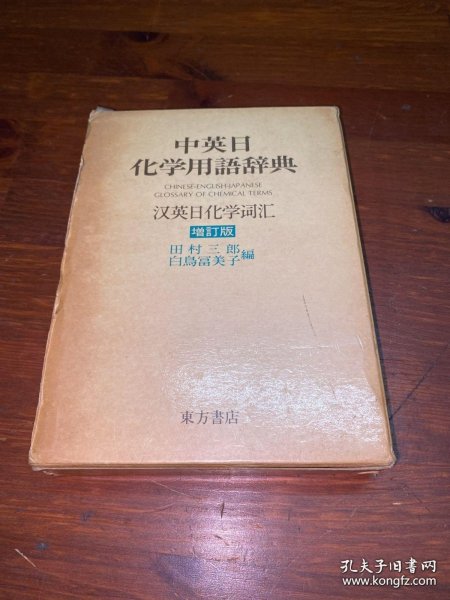 中英日
化学用語辞典
CHINESE-ENGLISH-JAPANESE
GLOSSARY OF CHEMICAL TERMS
汉英日化学词汇
增訂版
田村三郎
白鳥冨美子 編
東方書店
孔夫子旧书网
www.kongfz.com